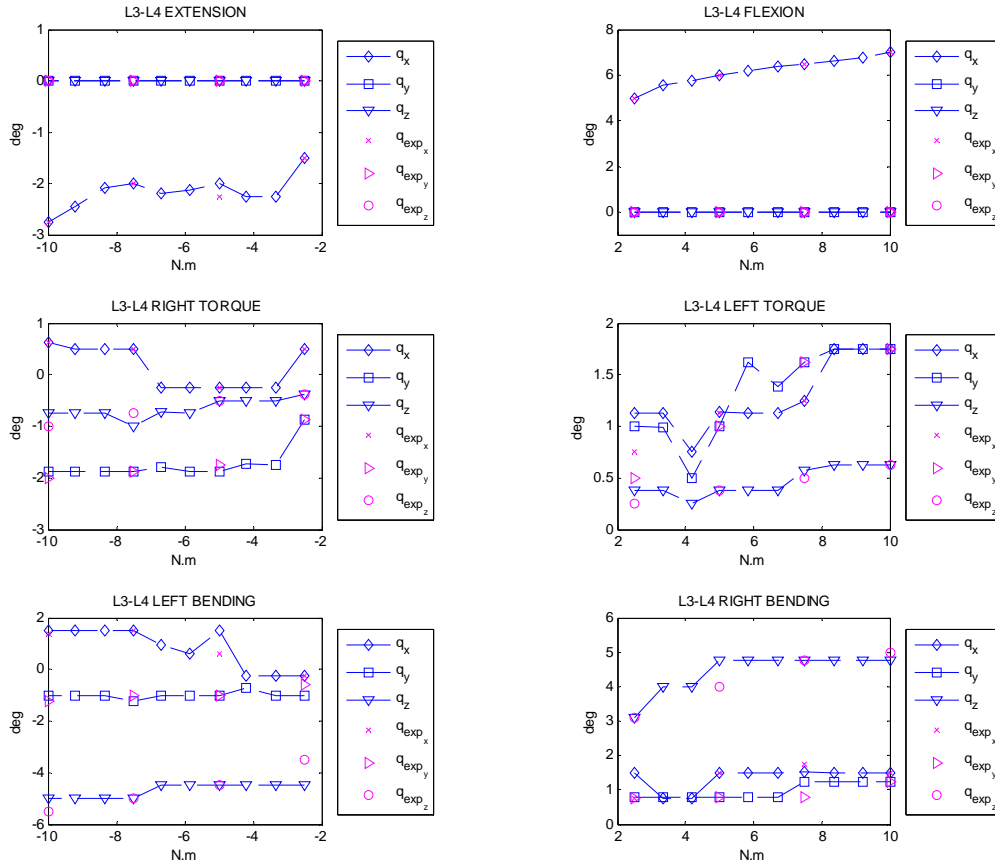 L3-L4 EXTENSION
1
0
-1
-2
-3
deg
-10
-8
-6
-4
-2
N.m
q_x
q_y
q_z
q_exp_x
q_exp_y
q_exp_z
L3-L4 FLEXION
8
6
4
2
0
deg
2
4
6
8
10
N.m
q_x
q_y
q_z
q_exp_x
q_exp_y
q_exp_z
L3-L4 RIGHT TORQUE
1
0
-1
-2
-3
deg
-10
-8
-6
-4
-2
N.m
q_x
q_y
q_z
q_exp_x
q_exp_y
q_exp_z
L3-L4 LEFT TORQUE
2
1.5
1
0.5
0
deg
2
4
6
8
10
N.m
q_x
q_y
q_z
q_exp_x
q_exp_y
q_exp_z
L3-L4 LEFT BENDING
2
0
-2
-4
-6
deg
-10
-8
-6
-4
-2
N.m
q_x
q_y
q_z
q_exp_x
q_exp_y
q_exp_z
L3-L4 RIGHT BENDING
6
5
4
3
2
1
0
deg
2
4
6
8
10
N.m
q_x
q_y
q_z
q_exp_x
q_exp_y
q_exp_z